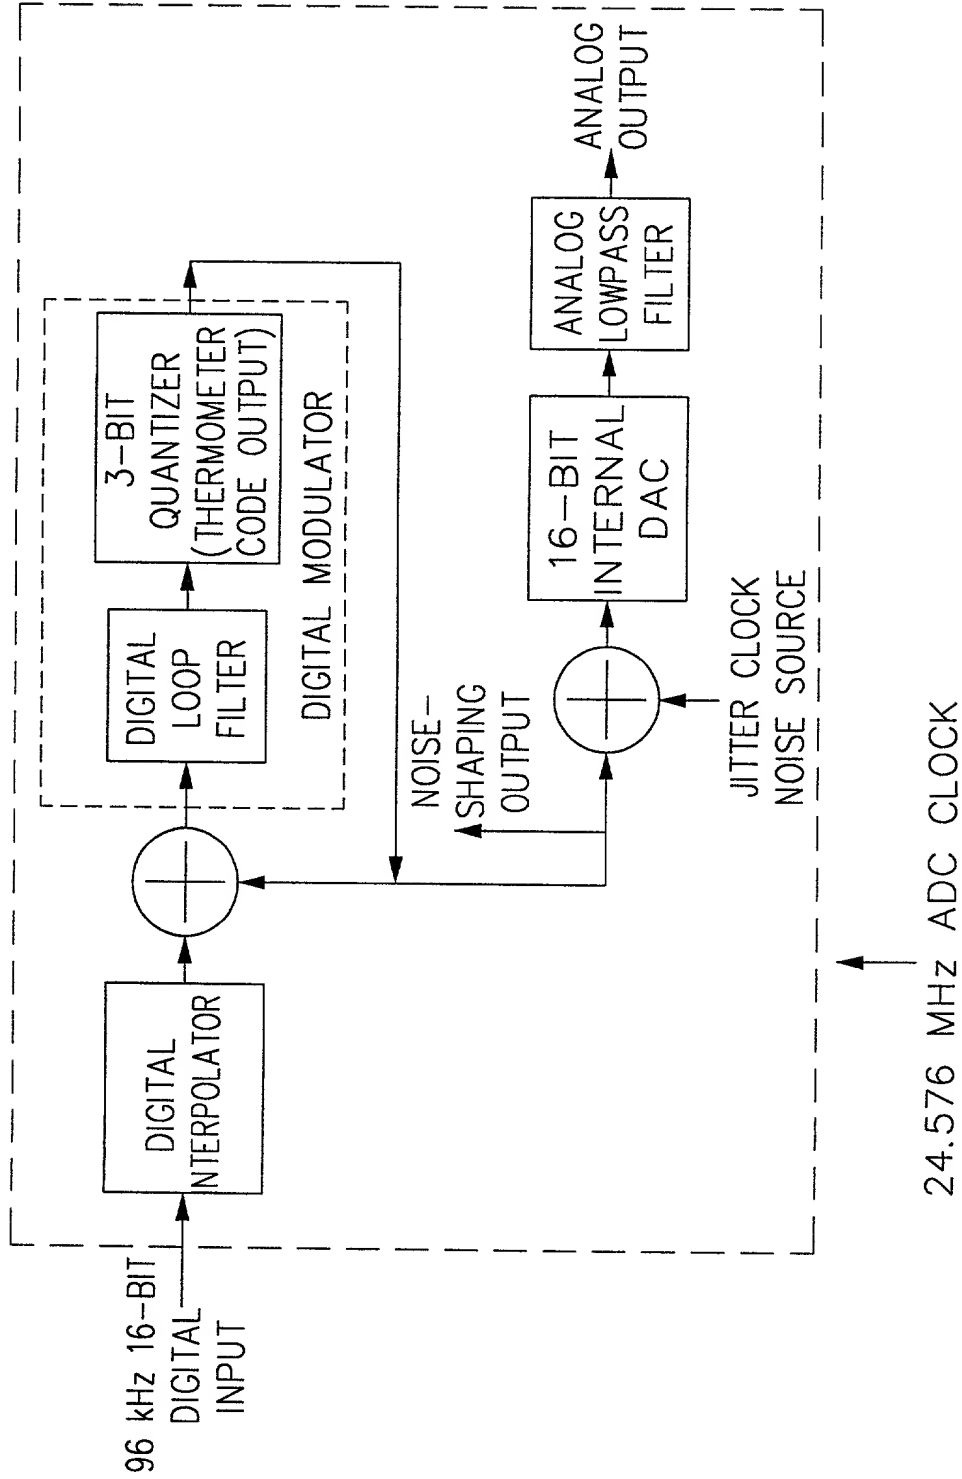 96 kHz 16-BIT
DIGITAL
INPUT
DIGITAL
NTERPOLATOR
DIGITAL
LOOP
FILTER
3-BIT
QUANTIZER
(THERMOMETER
CODE OUTPUT)
DIGITAL MODULATOR
NOISE-
SHAPING
OUTPUT
JITTER CLOCK
NOISE SOURCE
16-BIT
INTERNAL
DAC
ANALOG
LOWPASS
FILTER
ANALOG
OUTPUT
24.576 MHz ADC CLOCK